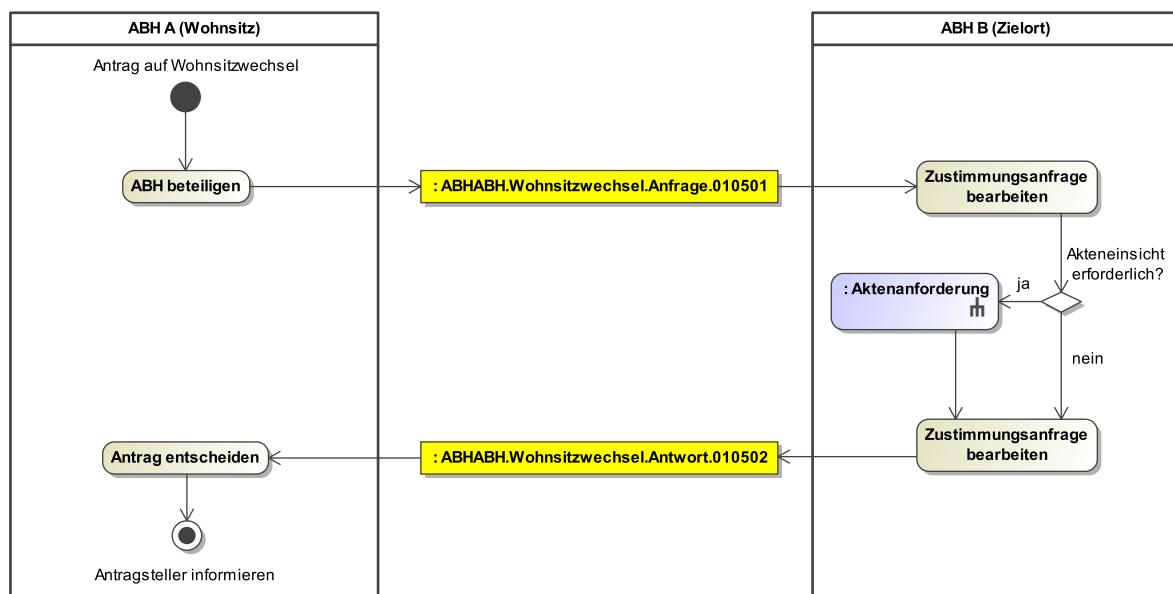 ABH A (Wohnsitz)
ABH B (Zielort)
Antrag auf Wohnsitzwechsel
ABH beteiligen
: ABHABH.Wohnsitzwechsel.Anfrage.010501
Zustimmungsanfrage
bearbeiten
Akteneinsicht
erforderlich?
ja
: Aktenanforderung
nein
Zustimmungsanfrage
bearbeiten
: ABHABH.Wohnsitzwechsel.Antwort.010502
Antrag entscheiden
Antragsteller informieren